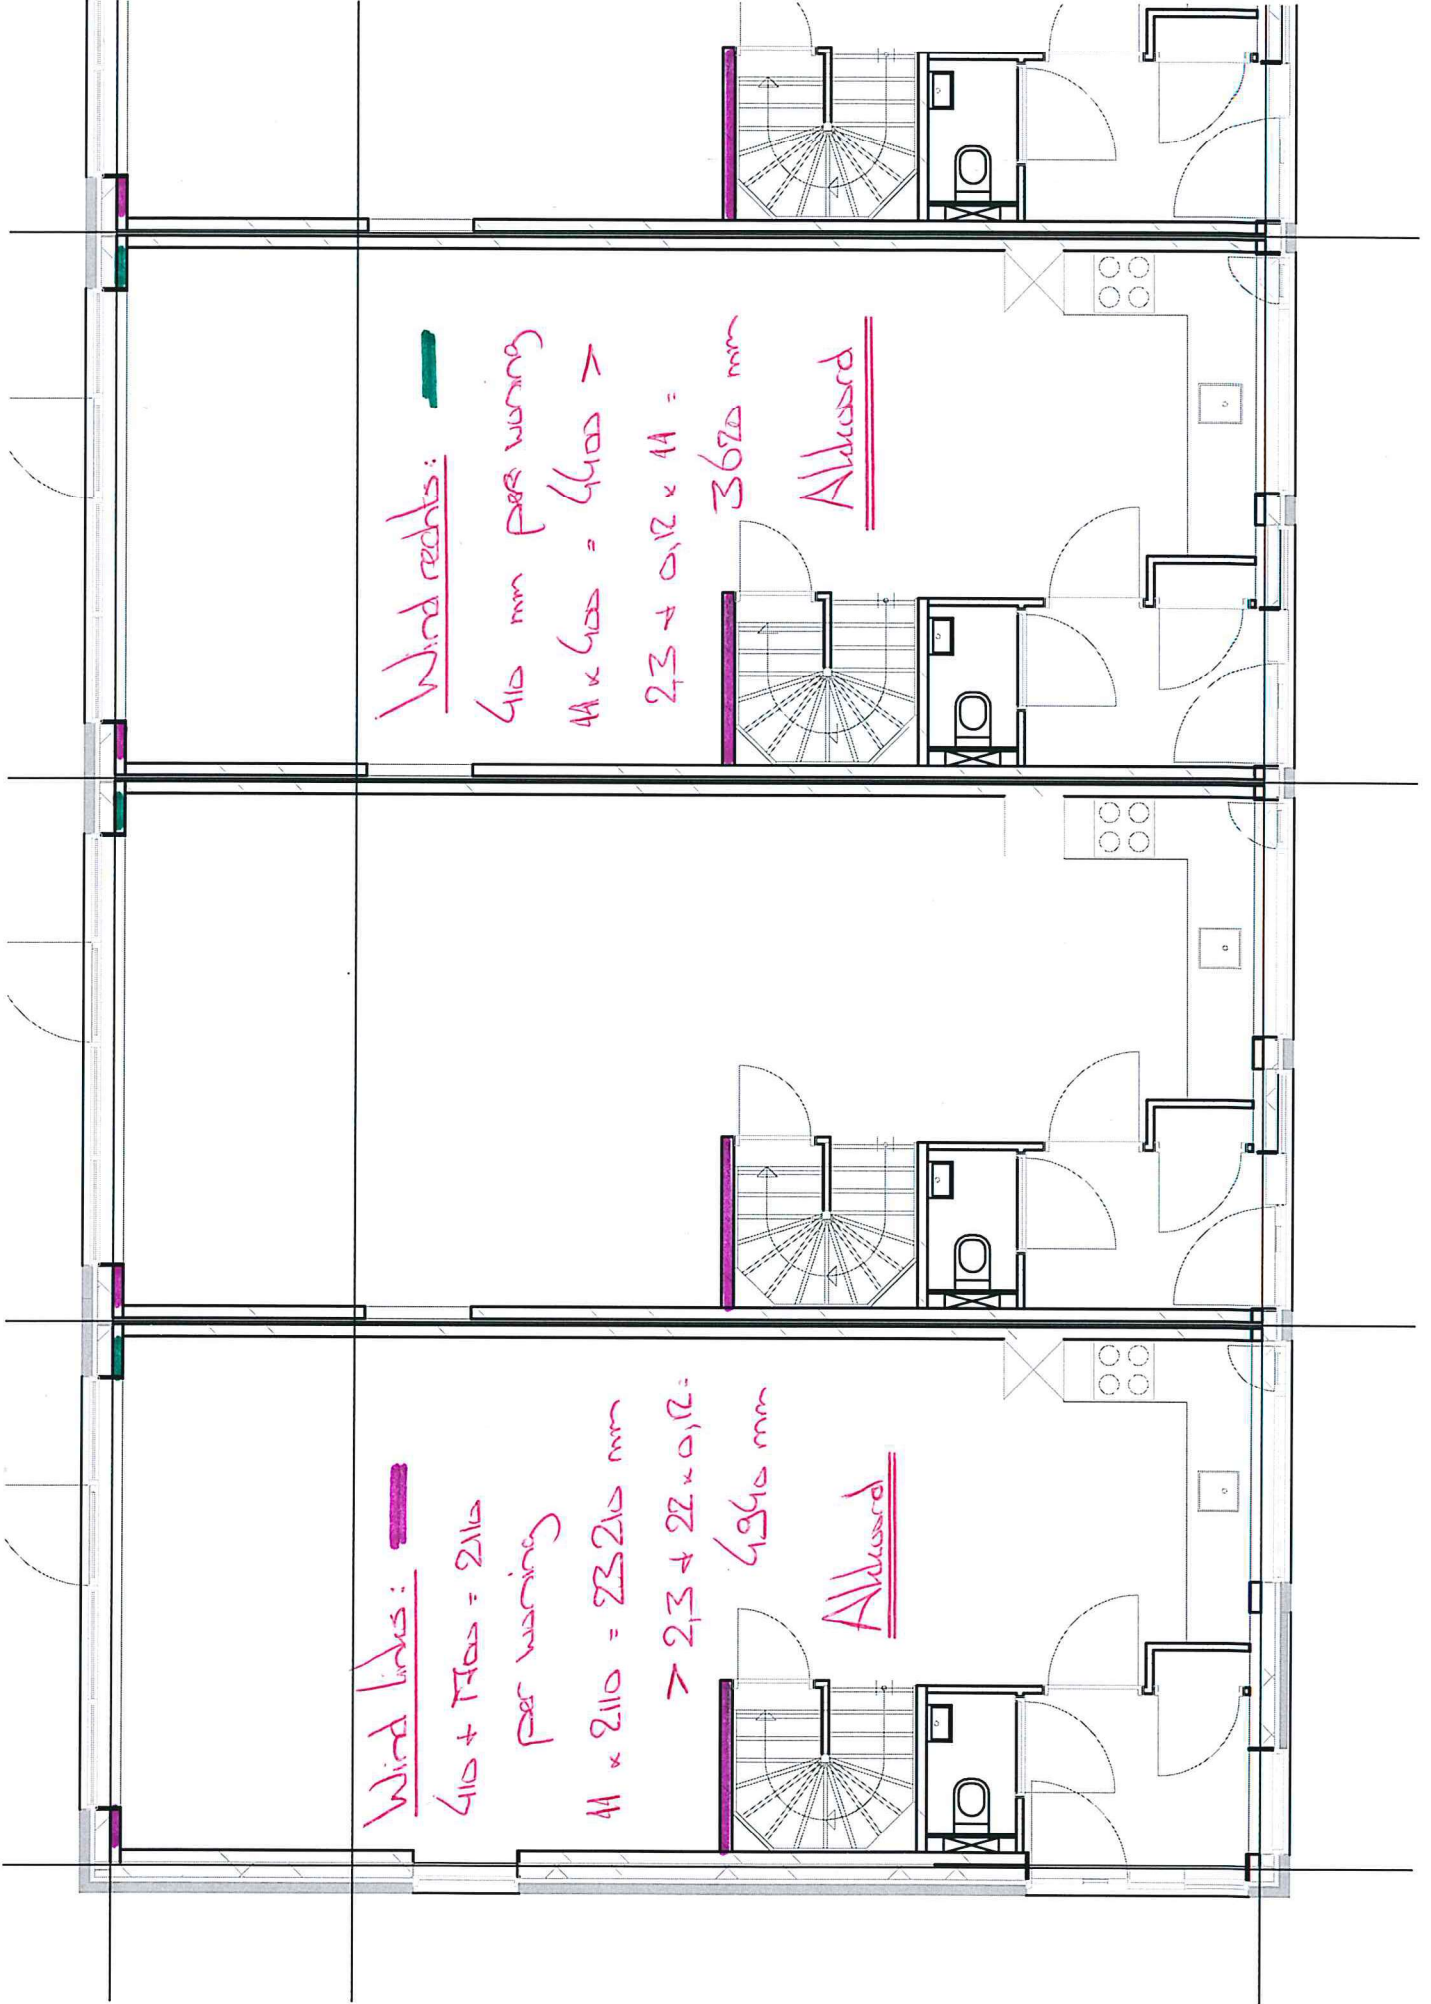 Wind links:
410 + 1700 = 2110
per woning
11 x 2110 = 23210 mm
> 2,3 + 22 x 0,12 =
4940 mm
Akkoord
Wind rechts:
410 mm per woning
11 x 400 = 4400 >
2,3 + 0,12 x 11 =
3620 mm
Akkoord